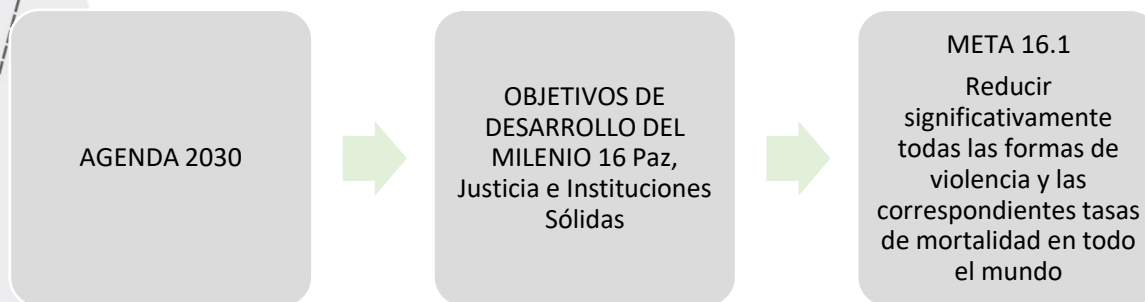 AGENDA 2030
OBJETIVOS DE
DESARROLLO DEL
MILENIO 16 Paz,
Justicia e Instituciones
Sólidas
META 16.1
Reducir
significativamente
todas las formas de
violencia y las
correspondientes tasas
de mortalidad en todo
el mundo